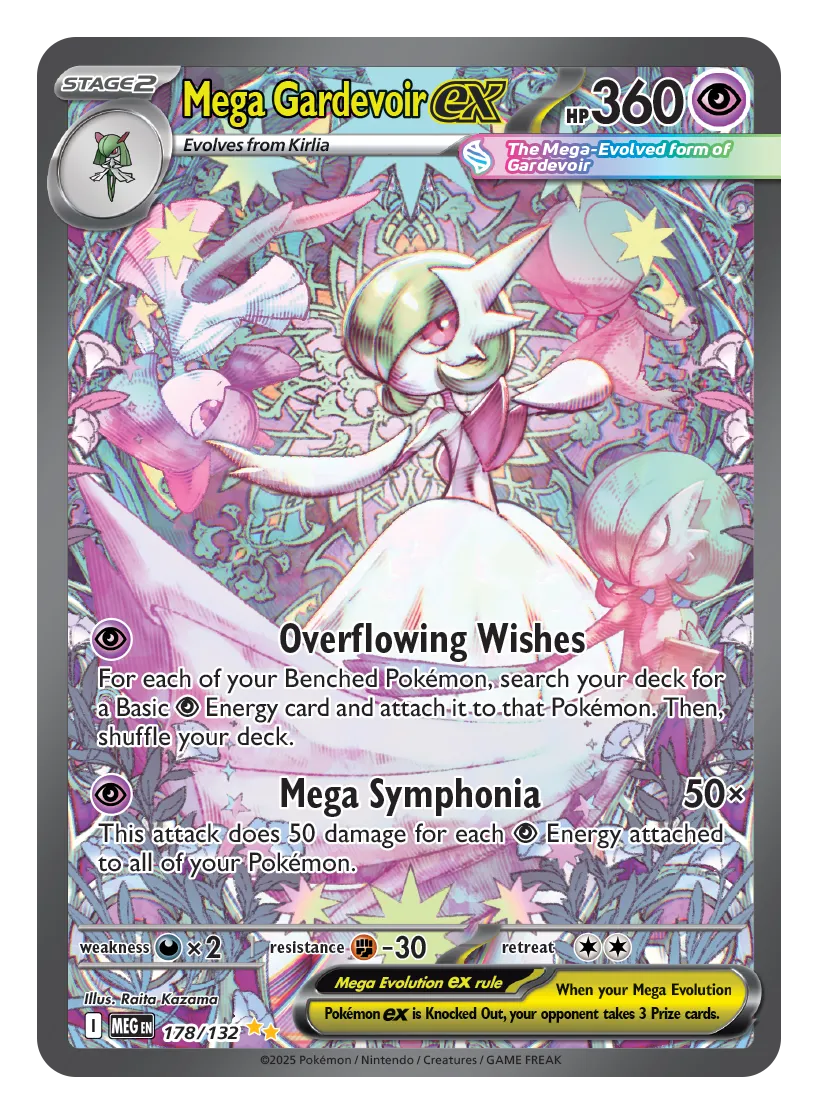 STAGE2
Mega Gardevoir ex
HP 360
Evolves from Kirlia
The Mega-Evolved form of
Gardevoir
Overflowing Wishes
For each of your Benched Pokémon, search your deck for
a Basic Energy card and attach it to that Pokémon. Then,
shuffle your deck.
Mega Symphonia 50×
This attack does 50 damage for each Energy attached
to all of your Pokémon.
weakness ×2 resistance -30 retreat
Mega Evolution ex rule
When your Mega Evolution
Pokémon ex is Knocked Out, your opponent takes 3 Prize cards.
Illus. Raita Kazama
I MEG EN 178/132
©2025 Pokémon / Nintendo / Creatures / GAME FREAK